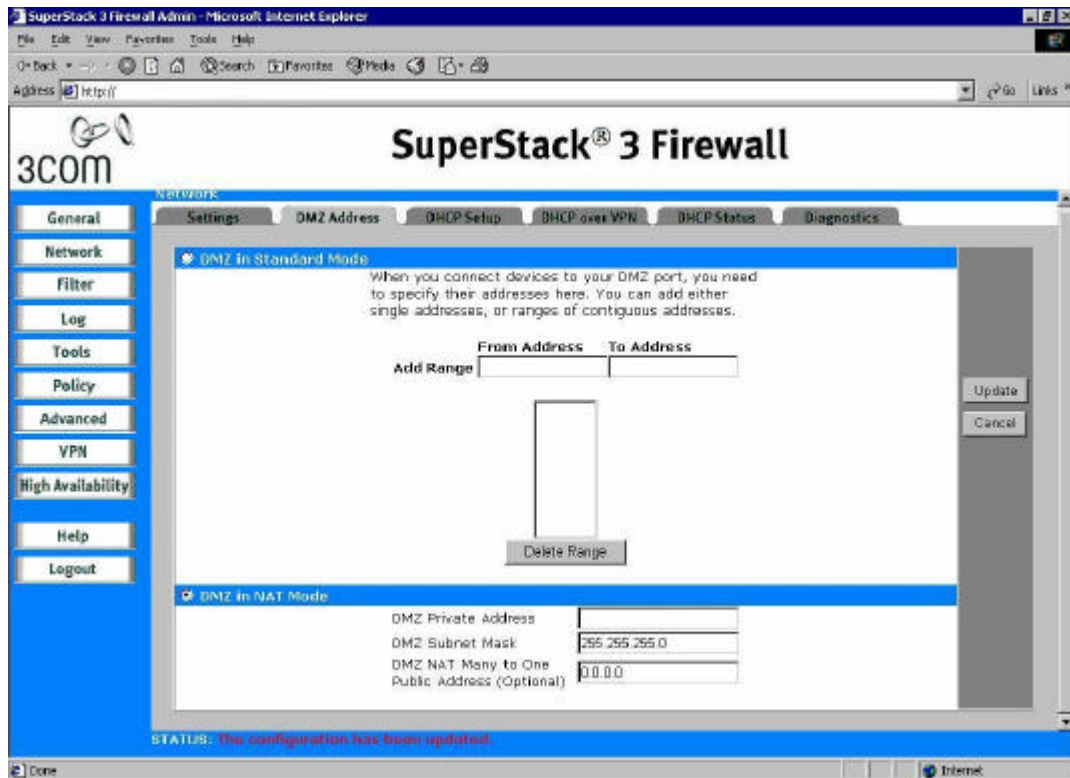 SuperStack 3 Firewall Admin - Microsoft Internet Explorer
File Edit View Favorites Tools Help
Back Search Favorites Media
Address http:// Go Links »
3COM
SuperStack® 3 Firewall
Network
Settings DMZ Address DHCP Setup DHCP over VPN DHCP Status Diagnostics
General
Network
Filter
Log
Tools
Policy
Advanced
VPN
High Availability
Help
Logout
DMZ in Standard Mode
When you connect devices to your DMZ port, you need
to specify their addresses here. You can add either
single addresses, or ranges of contiguous addresses.
From Address To Address
Add Range
Delete Range
Update
Cancel
DMZ in NAT Mode
DMZ Private Address
DMZ Subnet Mask 255.255.255.0
DMZ NAT Many to One
Public Address (Optional) 0.0.0.0
STATUS: The configuration has been updated.
Done Internet